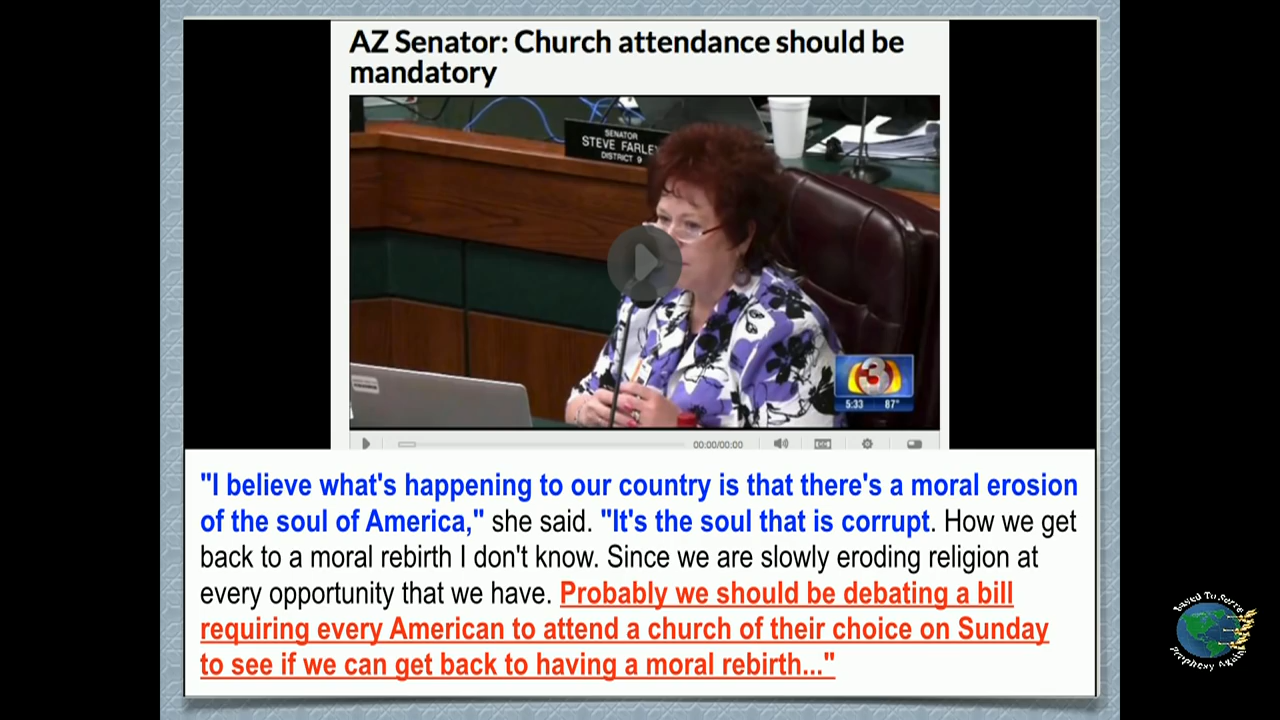 AZ Senator: Church attendance should be
mandatory
SENATOR
STEVE FARLEY
DISTRICT 9
3
5:33 87°
00:00/00:00
"I believe what's happening to our country is that there's a moral erosion
of the soul of America," she said. "It's the soul that is corrupt. How we get
back to a moral rebirth I don't know. Since we are slowly eroding religion at
every opportunity that we have. Probably we should be debating a bill
requiring every American to attend a church of their choice on Sunday
to see if we can get back to having a moral rebirth..."
Prophecy Again